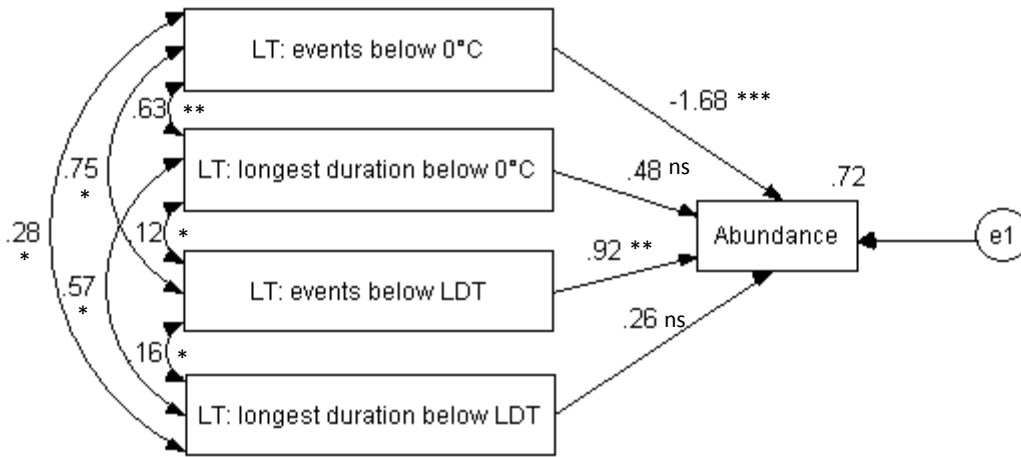 LT: events below 0°C
.63 **
-1.68 ***
LT: longest duration below 0°C
.48 ns
.72
.75
*
Abundance
e1
.28
*
.12 *
.92 **
LT: events below LDT
.57
*
.26 ns
.16 *
LT: longest duration below LDT